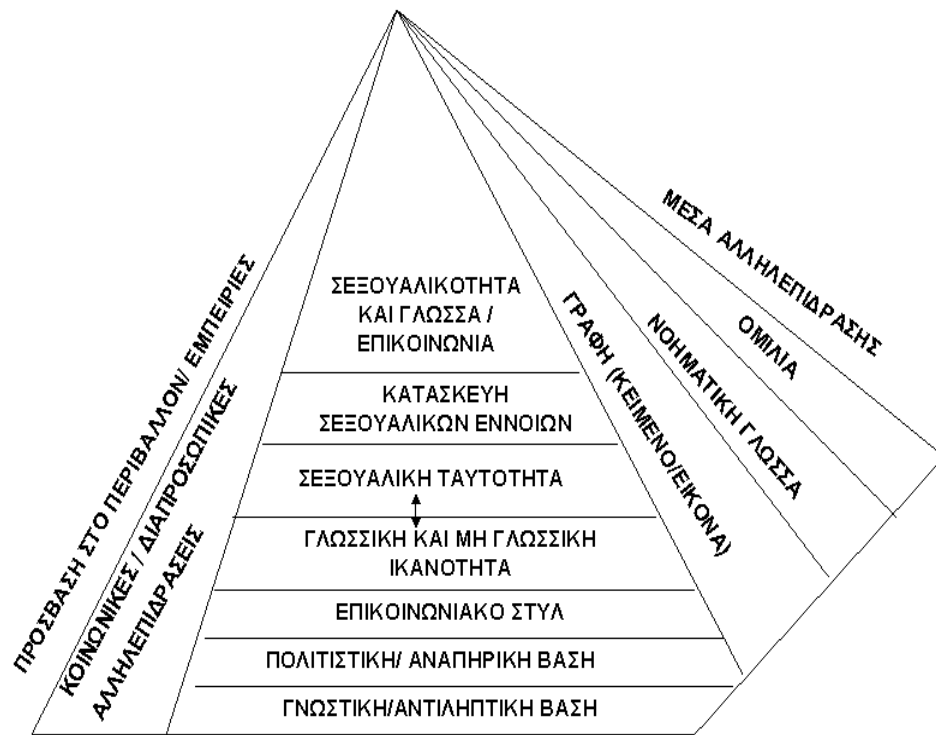 ΠΡΟΣΒΑΣΗ ΣΤΟ ΠΕΡΙΒΑΛΛΟΝ/ ΕΜΠΕΙΡΙΕΣ
ΚΟΙΝΩΝΙΚΕΣ / ΔΙΑΠΡΟΣΩΠΙΚΕΣ
ΑΛΛΗΛΕΠΙΔΡΑΣΕΙΣ
ΣΕΞΟΥΑΛΙΚΟΤΗΤΑ
ΚΑΙ ΓΛΩΣΣΑ /
ΕΠΙΚΟΙΝΩΝΙΑ
ΚΑΤΑΣΚΕΥΗ
ΣΕΞΟΥΑΛΙΚΩΝ ΕΝΝΟΙΩΝ
ΣΕΞΟΥΑΛΙΚΗ ΤΑΥΤΟΤΗΤΑ
ΓΛΩΣΣΙΚΗ ΚΑΙ ΜΗ ΓΛΩΣΣΙΚΗ
ΙΚΑΝΟΤΗΤΑ
ΕΠΙΚΟΙΝΩΝΙΑΚΟ ΣΤΥΛ
ΠΟΛΙΤΙΣΤΙΚΗ/ ΑΝΑΠΗΡΙΚΗ ΒΑΣΗ
ΓΝΩΣΤΙΚΗ/ΑΝΤΙΛΗΠΤΙΚΗ ΒΑΣΗ
ΓΡΑΦΗ (ΚΕΙΜΕΝΟ/ΕΙΚΟΝΑ)
ΝΟΗΜΑΤΙΚΗ ΓΛΩΣΣΑ
ΟΜΙΛΙΑ
ΜΕΣΑ ΑΛΛΗΛΕΠΙΔΡΑΣΗΣ